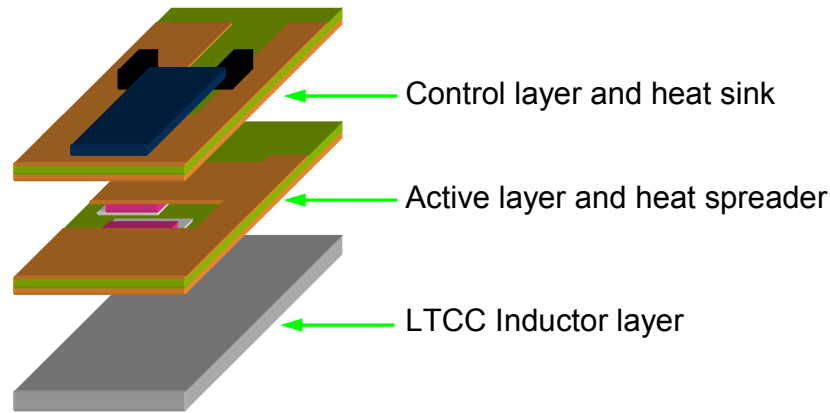 Control layer and heat sink
Active layer and heat spreader
LTCC Inductor layer